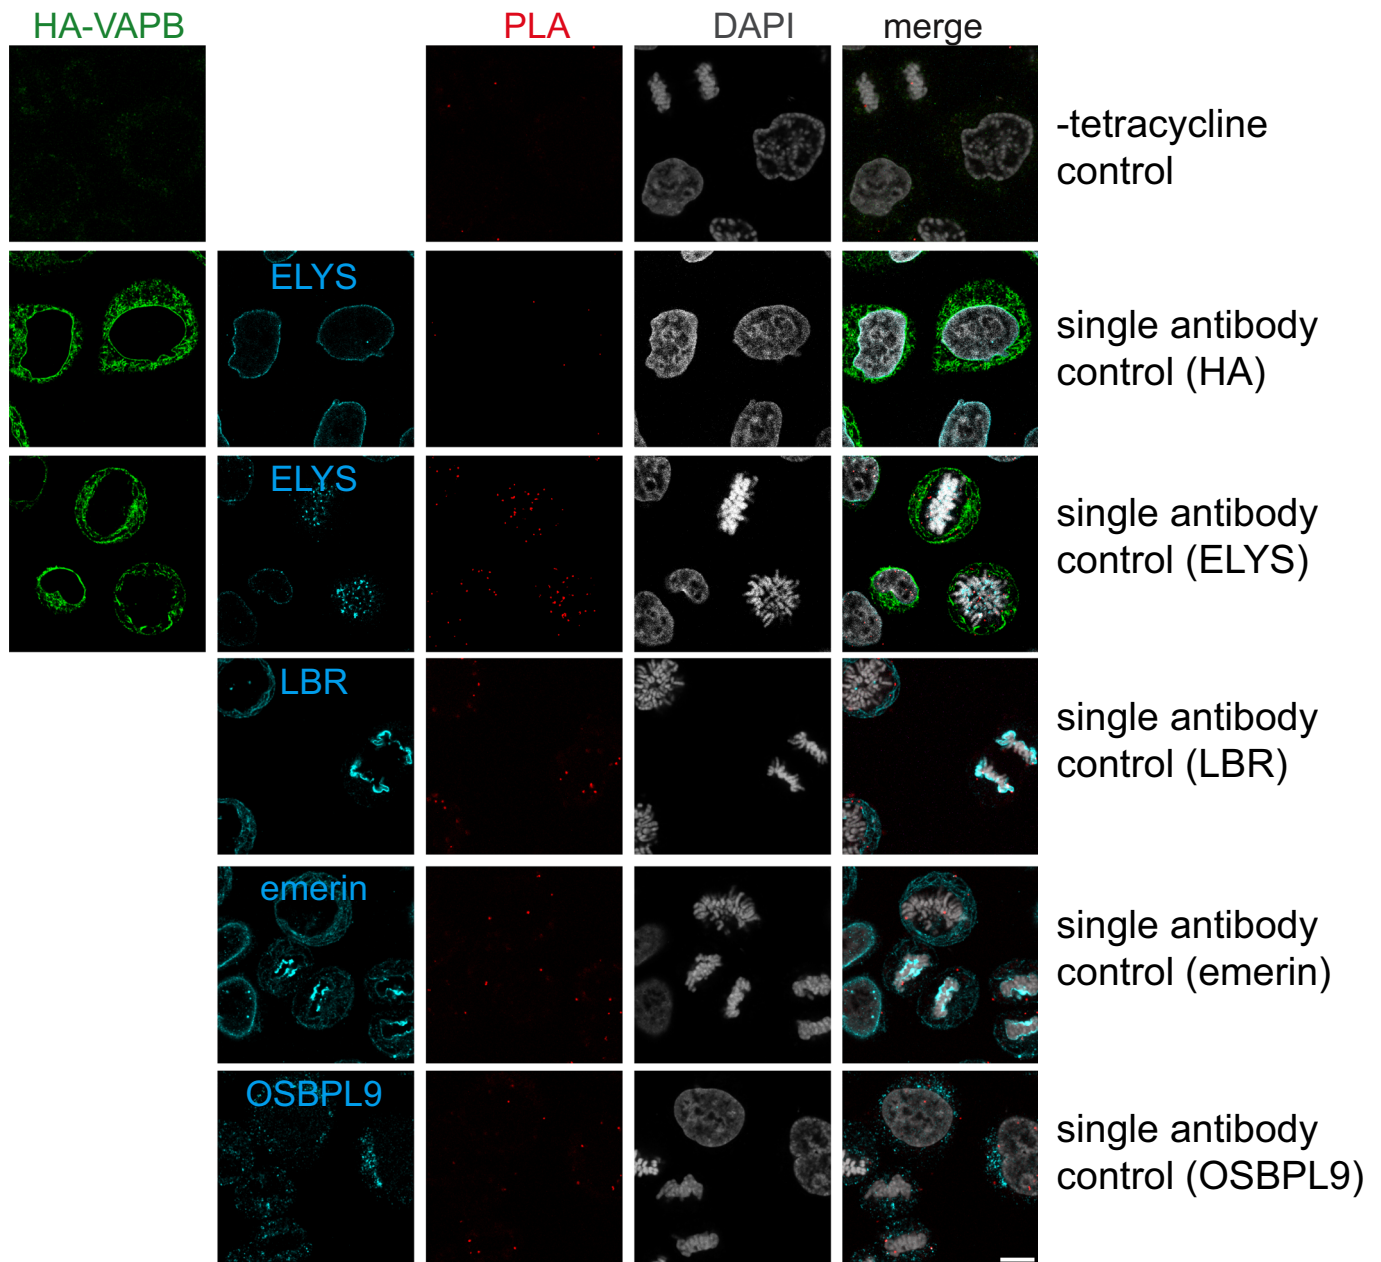 HA-VAPB PLA DAPI merge
-tetracycline
control
ELYS
single antibody
control (HA)
ELYS
single antibody
control (ELYS)
LBR
single antibody
control (LBR)
emerin
single antibody
control (emerin)
OSBPL9
single antibody
control (OSBPL9)